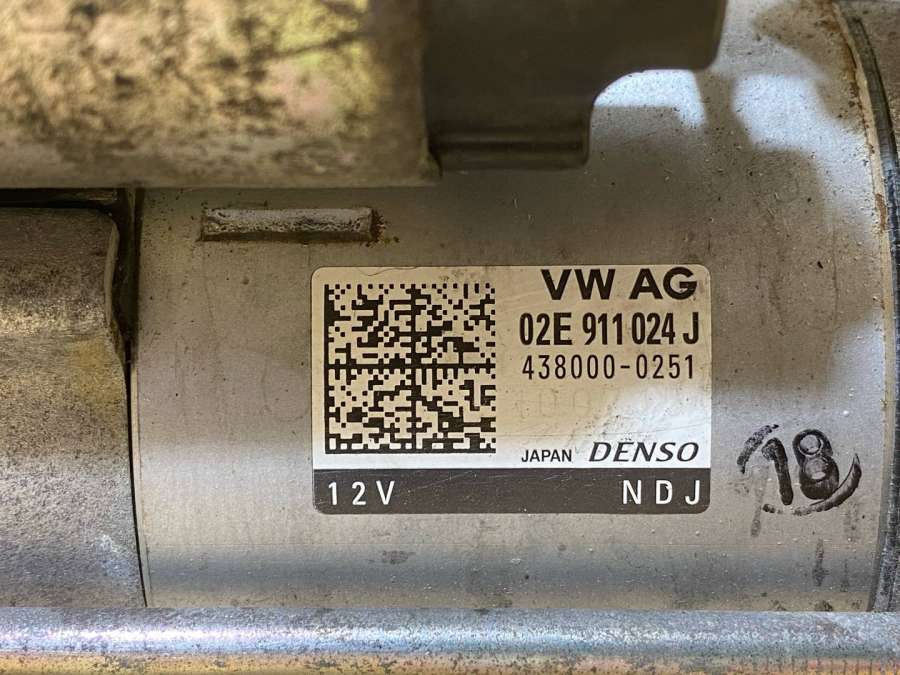 VW AG
02E 911 024 J
438000-0251
JAPAN DENSO
12V NDJ
18